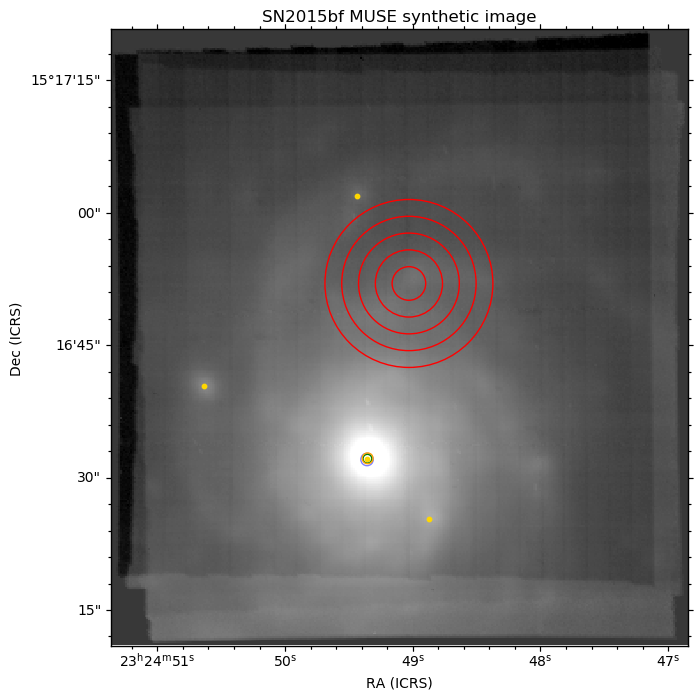 SN2015bf MUSE synthetic image
15°17'15"
00"
16'45"
30"
15"
Dec (ICRS)
23ʰ24ᵐ51ˢ
50ˢ
49ˢ
48ˢ
47ˢ
RA (ICRS)